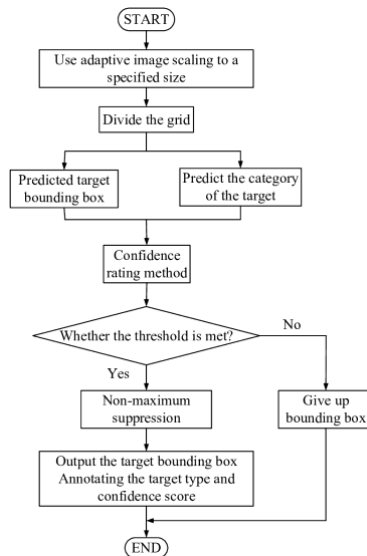 START
Use adaptive image scaling to a
specified size
Divide the grid
Predicted target
bounding box
Predict the category
of the target
Confidence
rating method
Whether the threshold is met?
No
Yes
Non-maximum
suppression
Give up
bounding box
Output the target bounding box
Annotating the target type and
confidence score
END